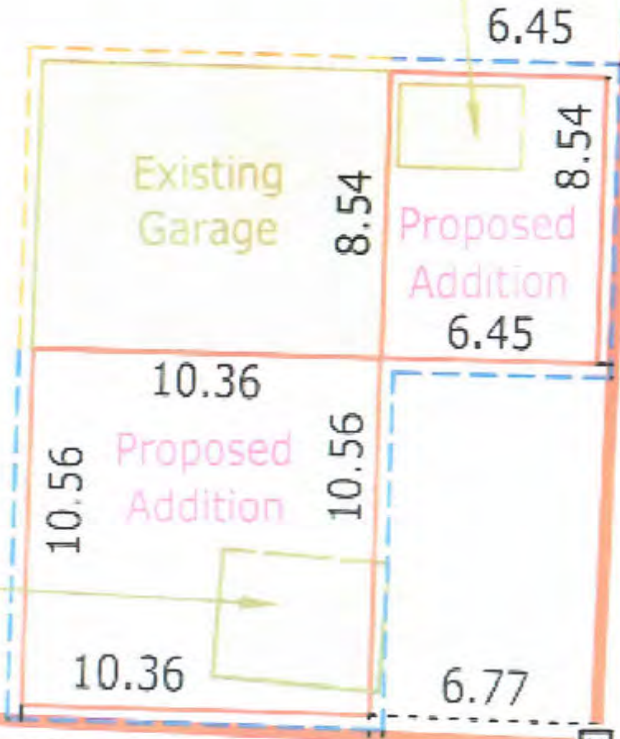 6.45
Existing
Garage
8.54
8.54
Proposed
Addition
6.45
10.36
10.56
Proposed
Addition
10.56
10.36
6.77